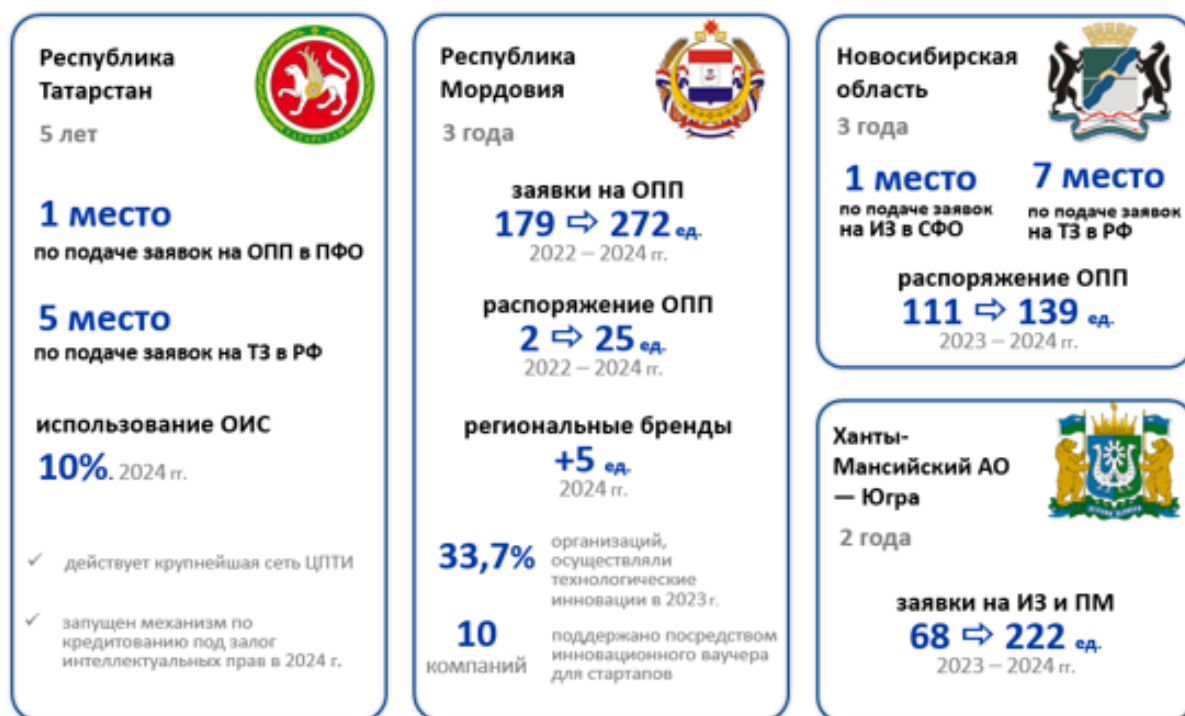 Республика
Татарстан
5 лет
1 место
по подаче заявок на ОПП в ПФО
5 место
по подаче заявок на ТЗ в РФ
использование ОИС
10%. 2024 гг.
✓ действует крупнейшая сеть ЦПТИ
✓ запущен механизм по
кредитованию под залог
интеллектуальных прав в 2024 г.
Республика
Мордовия
3 года
заявки на ОПП
179 ⇨ 272 ед.
2022 – 2024 гг.
распоряжение ОПП
2 ⇨ 25 ед.
2022 – 2024 гг.
региональные бренды
+5 ед.
2024 гг.
33,7%
организаций,
осуществляли
технологические
инновации в 2023 г.
10
компаний
поддержано посредством
инновационного ваучера
для стартапов
Новосибирская
область
3 года
1 место
по подаче заявок
на ИЗ в СФО
7 место
по подаче заявок
на ТЗ в РФ
распоряжение ОПП
111 ⇨ 139 ед.
2023 – 2024 гг.
Ханты-
Мансийский АО
— Югра
2 года
заявки на ИЗ и ПМ
68 ⇨ 222 ед.
2023 – 2024 гг.
ТАТАРСТАН